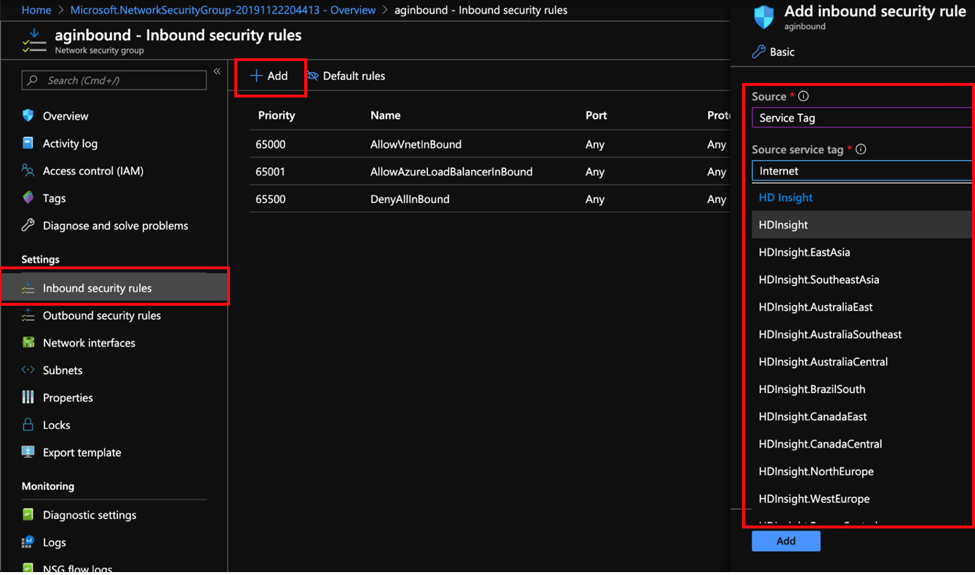 Home > Microsoft.NetworkSecurityGroup-20191122204413 - Overview > aginbound - Inbound security rules
aginbound - Inbound security rules
Network security group
Search (Cmd+/)
«
Overview
Activity log
Access control (IAM)
Tags
Diagnose and solve problems
Settings
Inbound security rules
Outbound security rules
Network interfaces
Subnets
Properties
Locks
Export template
Monitoring
Diagnostic settings
Logs
NSG flow logs
+ Add
Default rules
Priority Name Port Proto
65000 AllowVnetInBound Any Any
65001 AllowAzureLoadBalancerInBound Any Any
65500 DenyAllInBound Any Any
Add inbound security rule
aginbound
Basic
Source *
Service Tag
Source service tag *
Internet
HD Insight
HDInsight
HDInsight.EastAsia
HDInsight.SoutheastAsia
HDInsight.AustraliaEast
HDInsight.AustraliaSoutheast
HDInsight.AustraliaCentral
HDInsight.BrazilSouth
HDInsight.CanadaEast
HDInsight.CanadaCentral
HDInsight.NorthEurope
HDInsight.WestEurope
Add